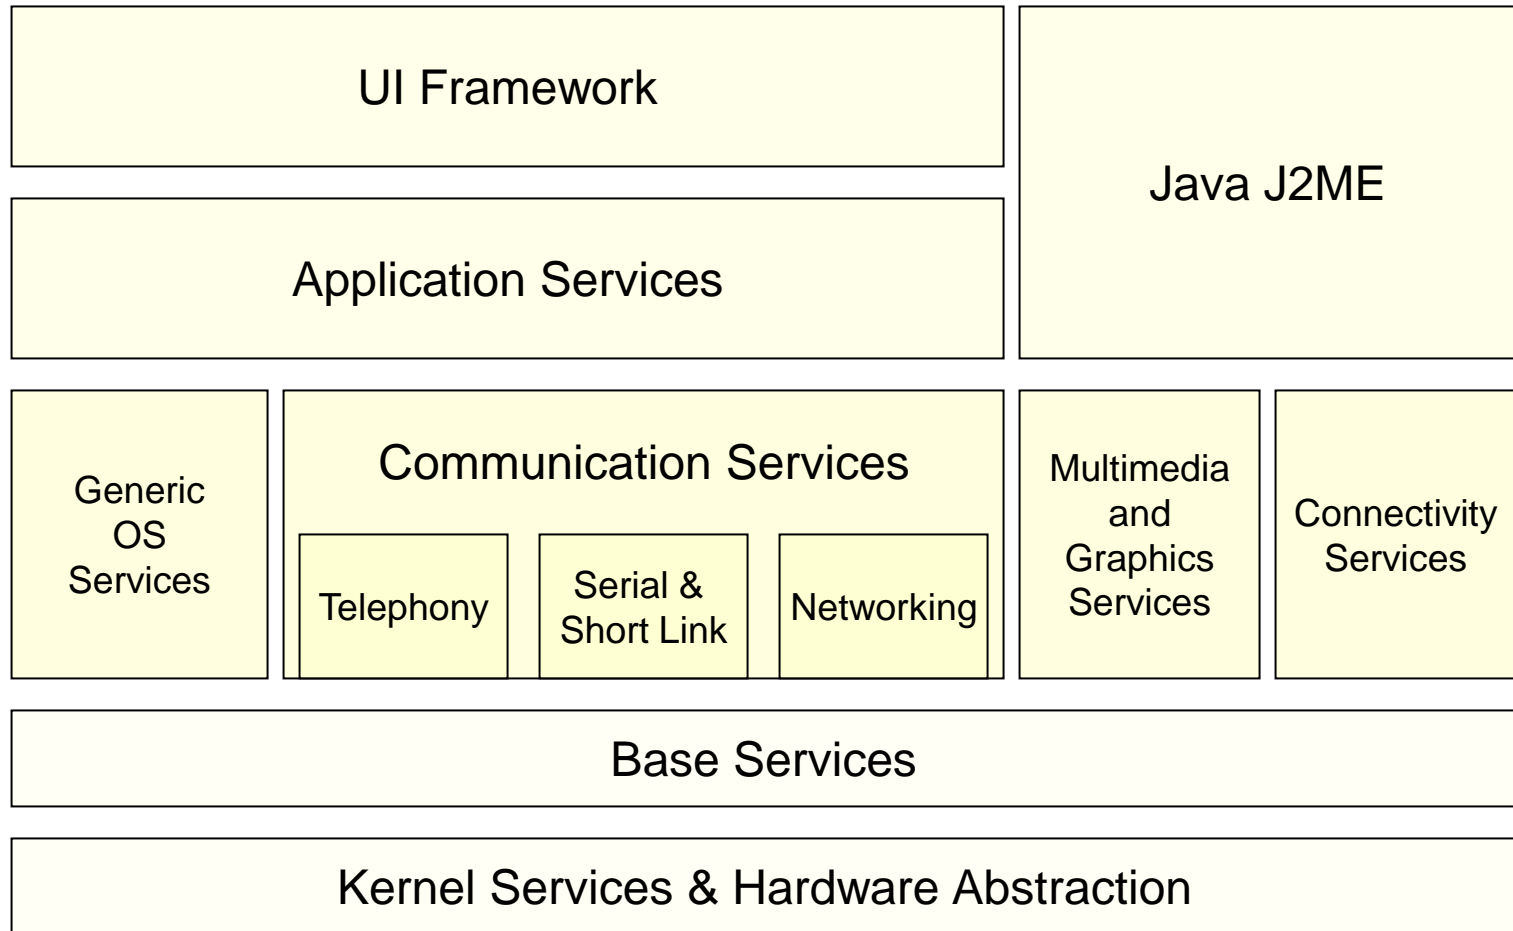 UI Framework
Java J2ME
Application Services
Generic
OS
Services
Communication Services
Telephony
Serial &
Short Link
Networking
Multimedia
and
Graphics
Services
Connectivity
Services
Base Services
Kernel Services & Hardware Abstraction